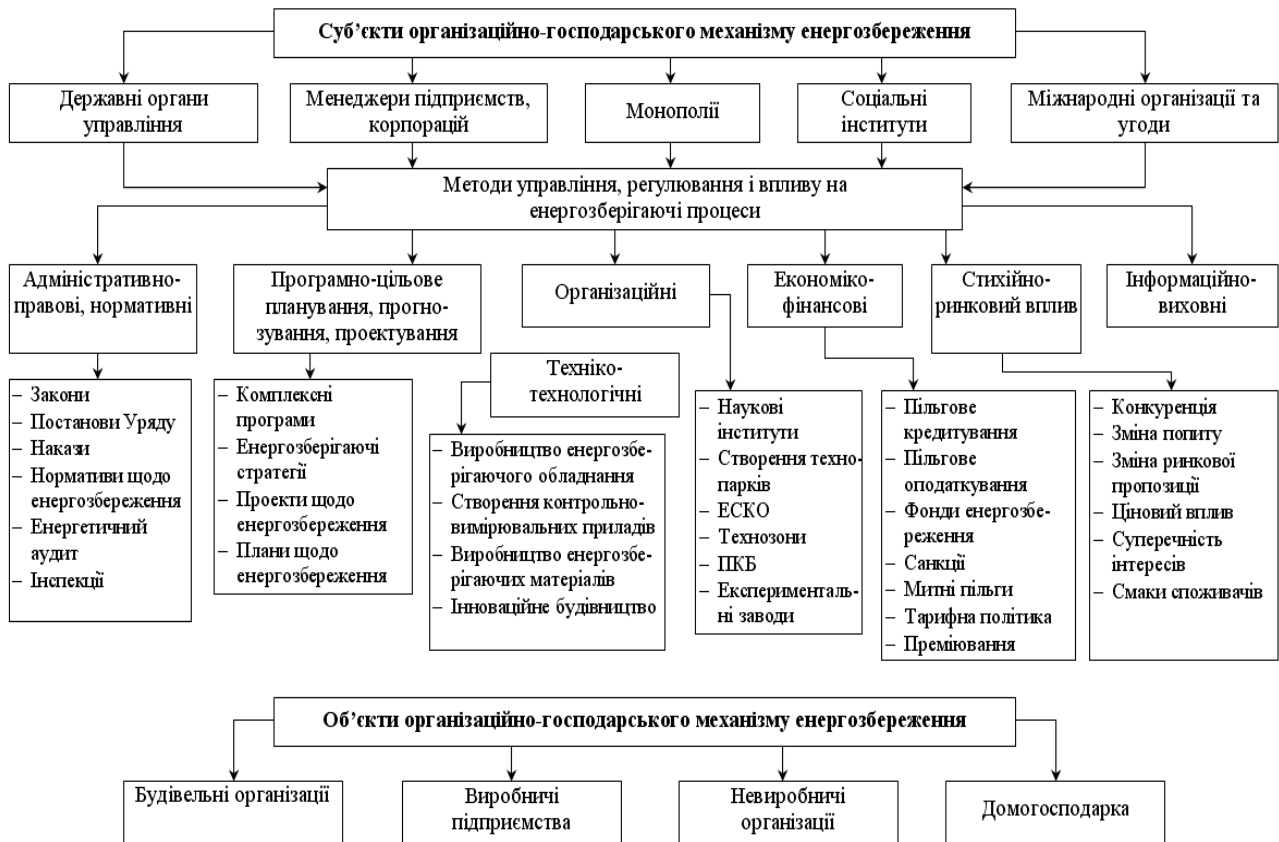 Суб’єкти організаційно-господарського механізму енергозбереження
Державні органи
управління
Менеджери підприємств,
корпорацій
Монополії
Соціальні
інститути
Міжнародні організації та
угоди
Методи управління, регулювання і впливу на
енергозберігаючі процеси
Адміністративно-
правові, нормативні
Програмно-цільове
планування, прогно-
зування, проектування
Організаційні
Економіко-
фінансові
Стихійно-
ринковий вплив
Інформаційно-
виховні
Техніко-
технологічні
– Закони
– Постанови Уряду
– Накази
– Нормативи щодо
енергозбереження
– Енергетичний
аудит
– Інспекції
– Комплексні
програми
– Енергозберігаючі
стратегії
– Проекти щодо
енергозбереження
– Плани щодо
енергозбереження
– Виробництво енергозбе-
рігаючого обладнання
– Створення контрольно-
вимірювальних приладів
– Виробництво енергозбе-
рігаючих матеріалів
– Інноваційне будівництво
– Наукові
інститути
– Створення техно-
парків
– ЕСКО
– Технозони
– ПКБ
– Експерименталь-
ні заводи
– Пільгове
кредитування
– Пільгове
оподаткування
– Фонди енергозбе-
реження
– Санкції
– Митні пільги
– Тарифна політика
– Преміювання
– Конкуренція
– Зміна попиту
– Зміна ринкової
пропозиції
– Ціновий вплив
– Суперечність
інтересів
– Смаки споживачів
Об’єкти організаційно-господарського механізму енергозбереження
Будівельні організації
Виробничі
підприємства
Невиробничі
організації
Домогосподарка